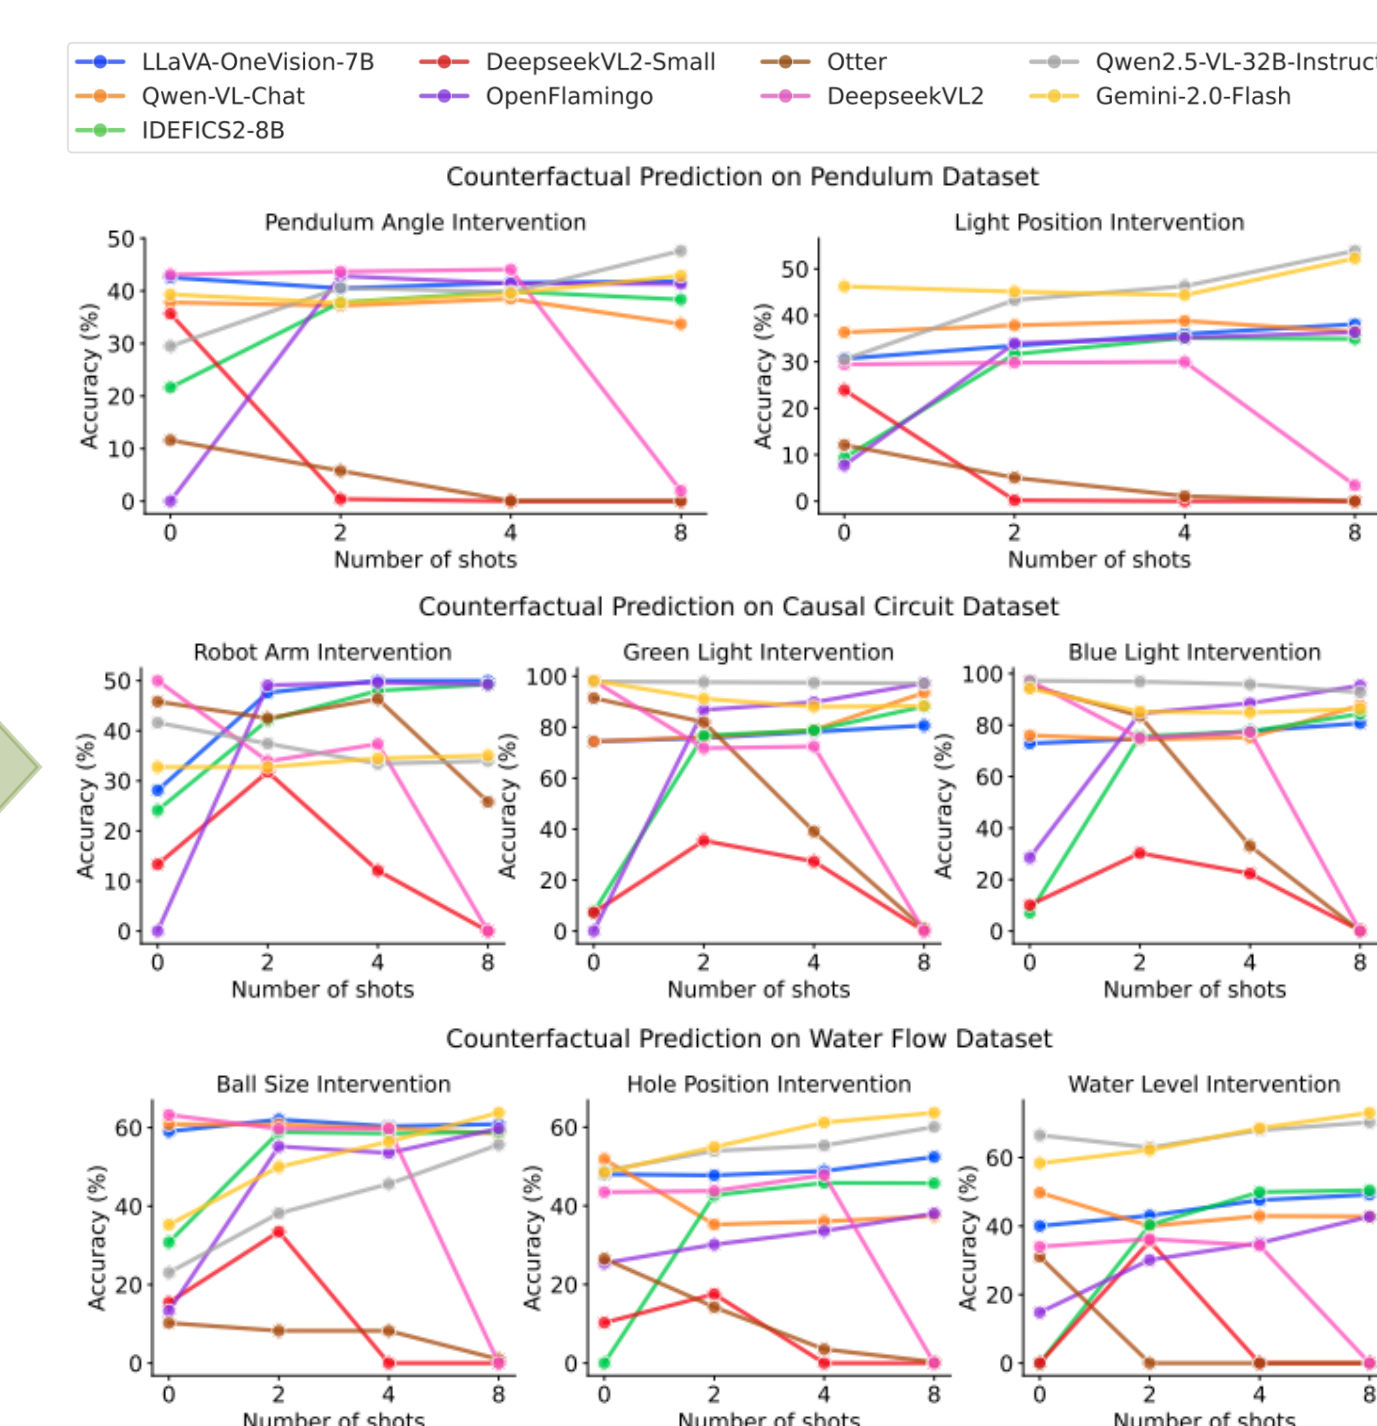 LLaVA-OneVision-7B DeepseekVL2-Small Otter Qwen2.5-VL-32B-Instruct
Qwen-VL-Chat OpenFlamingo DeepseekVL2 Gemini-2.0-Flash
IDEFICS2-8B
Counterfactual Prediction on Pendulum Dataset
Pendulum Angle Intervention
Accuracy (%)
50
40
30
20
10
0
0 2 4 8
Number of shots
Light Position Intervention
Accuracy (%)
50
40
30
20
10
0
0 2 4 8
Number of shots
Counterfactual Prediction on Causal Circuit Dataset
Robot Arm Intervention
Accuracy (%)
50
40
30
20
10
0
0 2 4 8
Number of shots
Green Light Intervention
Accuracy (%)
100
80
60
40
20
0
0 2 4 8
Number of shots
Blue Light Intervention
Accuracy (%)
100
80
60
40
20
0
0 2 4 8
Number of shots
Counterfactual Prediction on Water Flow Dataset
Ball Size Intervention
Accuracy (%)
60
40
20
0
0 2 4 8
Number of shots
Hole Position Intervention
Accuracy (%)
60
40
20
0
0 2 4 8
Number of shots
Water Level Intervention
Accuracy (%)
60
40
20
0
0 2 4 8
Number of shots